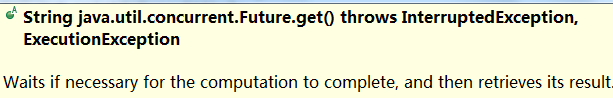 String java.util.concurrent.Future.get() throws InterruptedException,
ExecutionException
Waits if necessary for the computation to complete, and then retrieves its result.